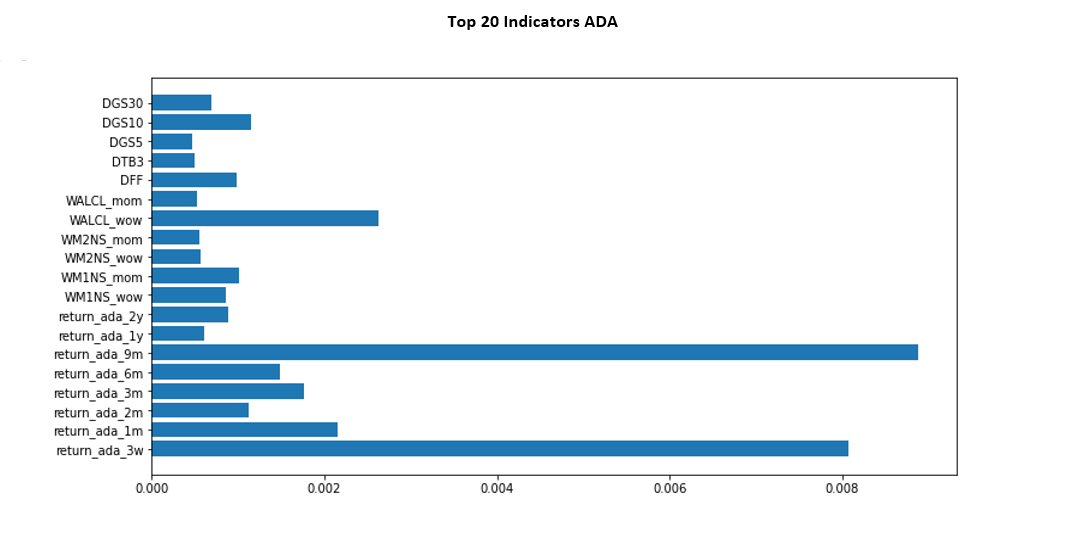 Top 20 Indicators ADA
DGS30
DGS10
DGS5
DTB3
DFF
WALCL_mom
WALCL_wow
WM2NS_mom
WM2NS_wow
WM1NS_mom
WM1NS_wow
return_ada_2y
return_ada_1y
return_ada_9m
return_ada_6m
return_ada_3m
return_ada_2m
return_ada_1m
return_ada_3w
0.000 0.002 0.004 0.006 0.008